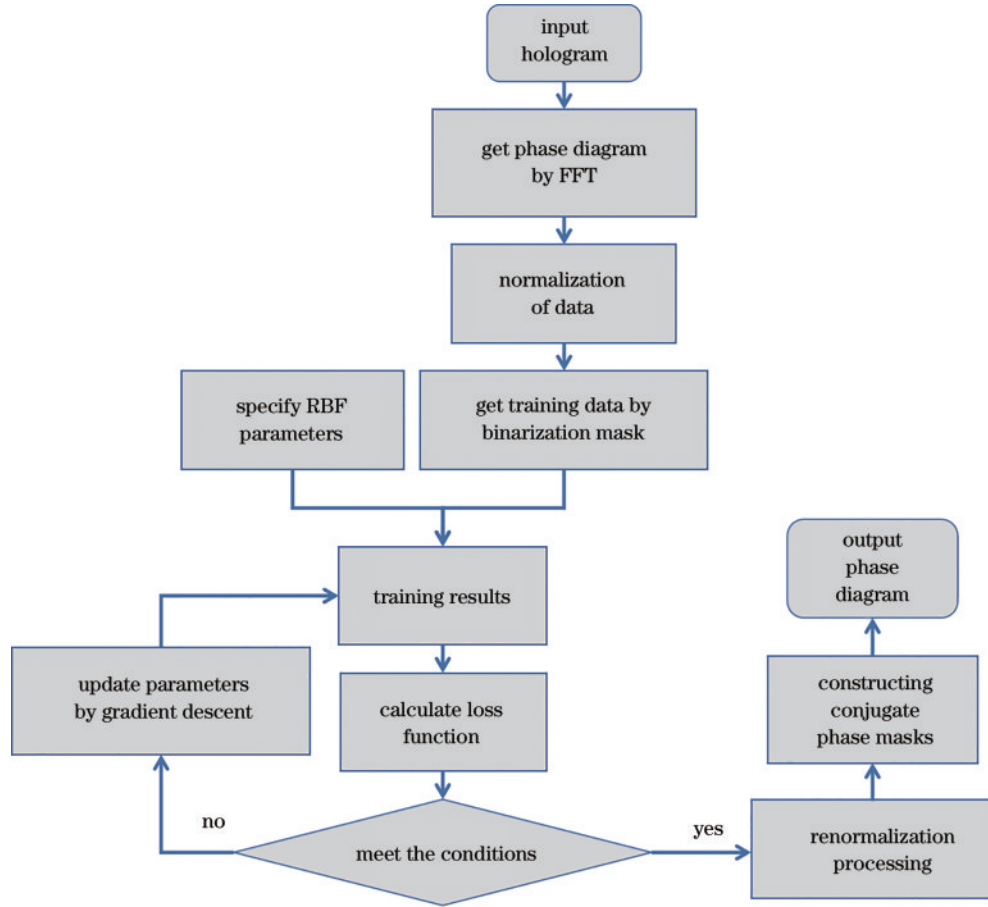 input
hologram
get phase diagram
by FFT
normalization
of data
specify RBF
parameters
get training data by
binarization mask
training results
update parameters
by gradient descent
calculate loss
function
no
meet the conditions
yes
renormalization
processing
constructing
conjugate
phase masks
output
phase
diagram